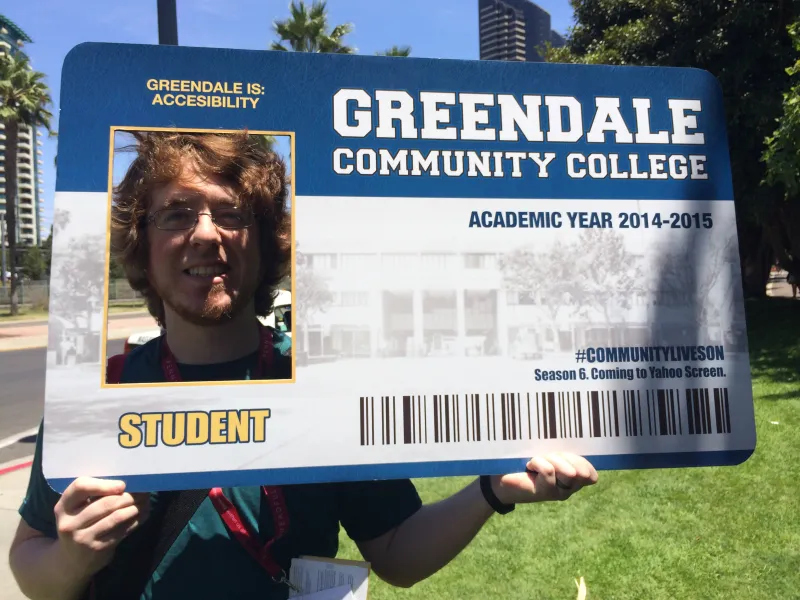 GREENDALE IS:
ACCESIBILITY
GREENDALE
COMMUNITY COLLEGE
ACADEMIC YEAR 2014-2015
#COMMUNITYLIVESON
Season 6. Coming to Yahoo Screen.
STUDENT